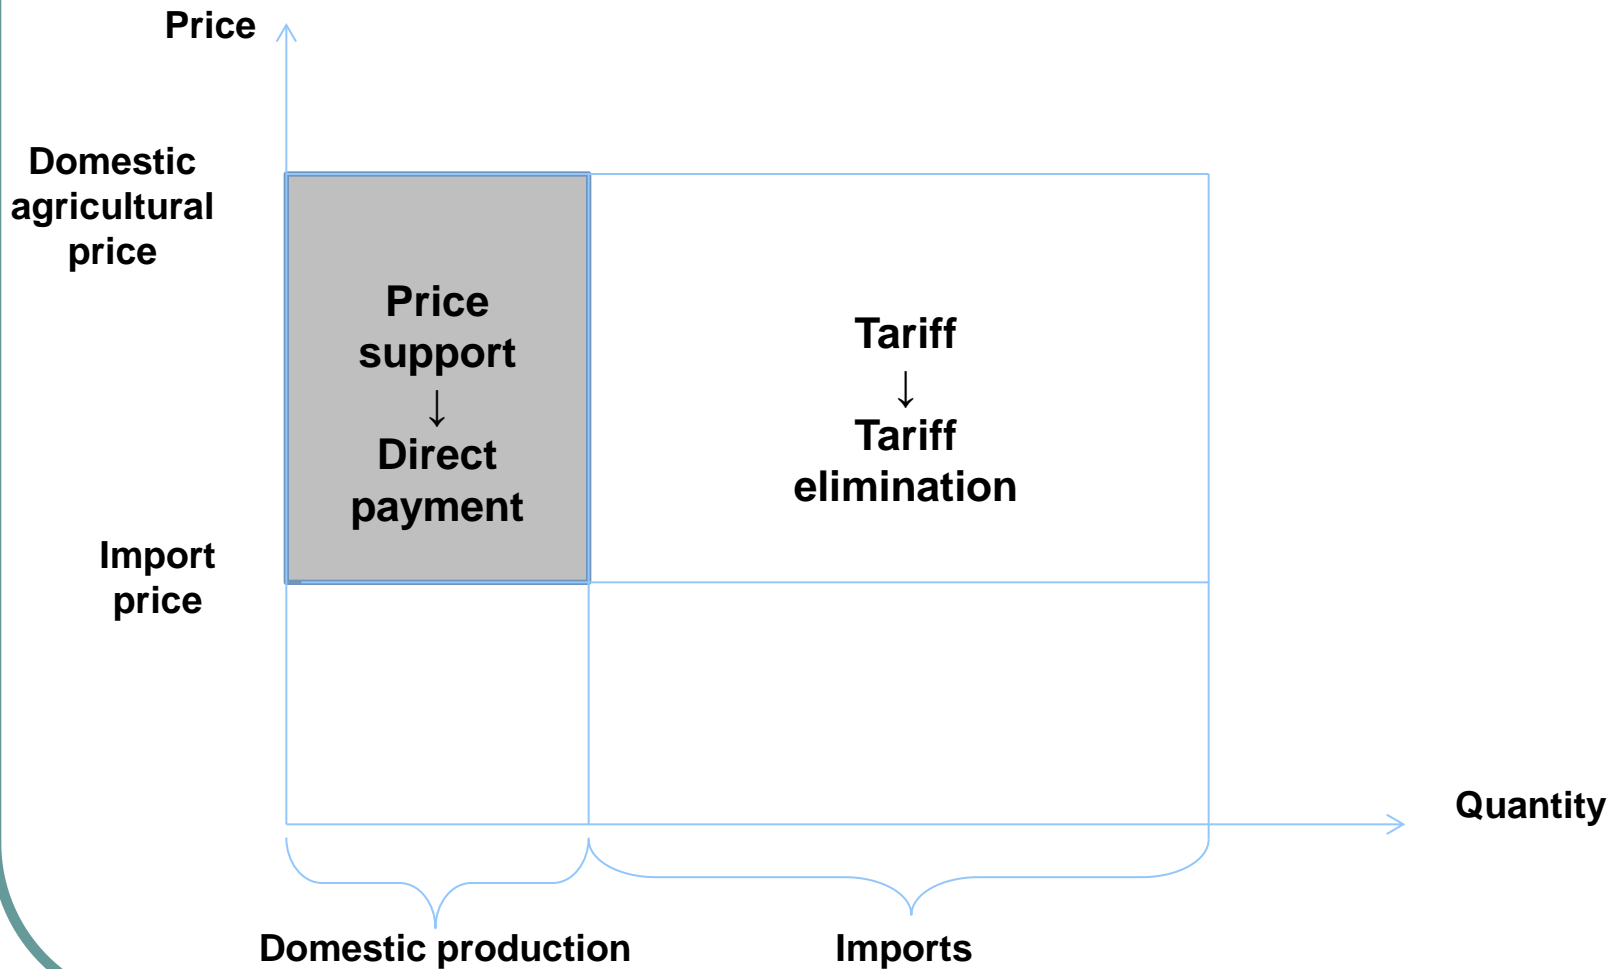 Price
Domestic
agricultural
price
Price
support
↓
Direct
payment
Tariff
↓
Tariff
elimination
Import
price
Quantity
Domestic production
Imports